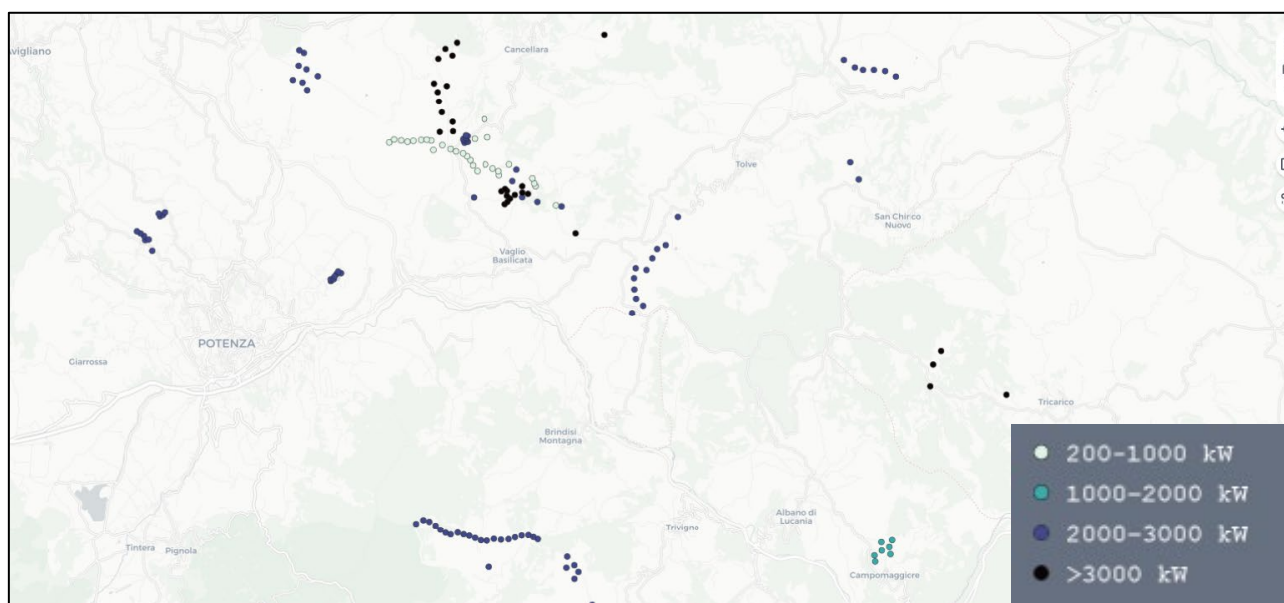 Cancellara
vigliano
Tolve
San Chirico
Nuovo
Vaglio
Basilicata
POTENZA
Giarrossa
Tricarico
Brindisi
Montagna
200-1000 kW
1000-2000 kW
Albano di
Lucania
Trivigno
2000-3000 kW
Tintera
Pignola
Campomaggiore
>3000 kW